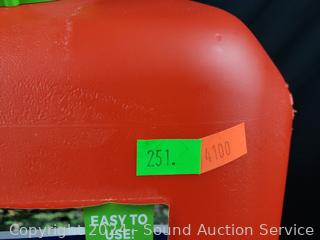 251.
4100
EASY TO
USE!
Copyright 2024 - Sound Auction Service